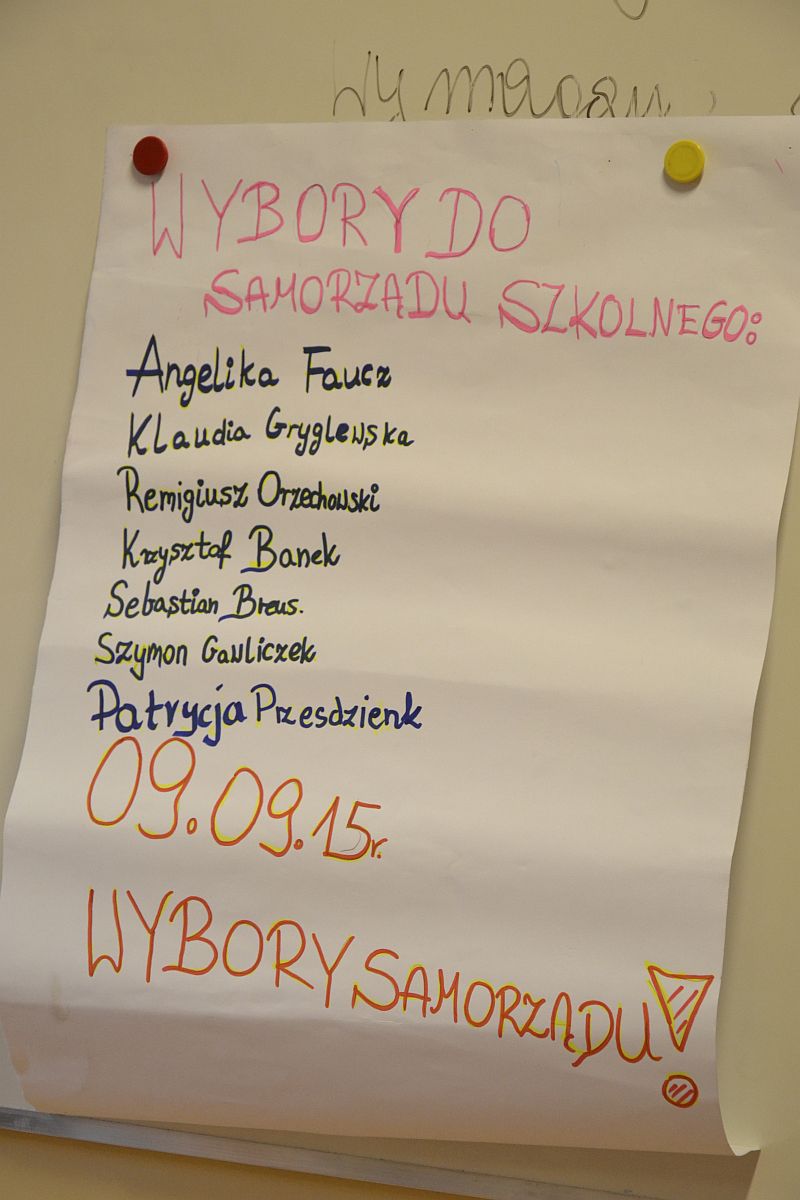 WYBORY DO
SAMORZĄDU SZKOLNEGO:
Angelika Faucz
Klaudia Gryglewska
Remigiusz Orzechowski
Krzysztof Banek
Sebastian Breus.
Szymon Gawliczek
Patrycja Przesdzienk
09.09.15r.
WYBORY SAMORZĄDU!